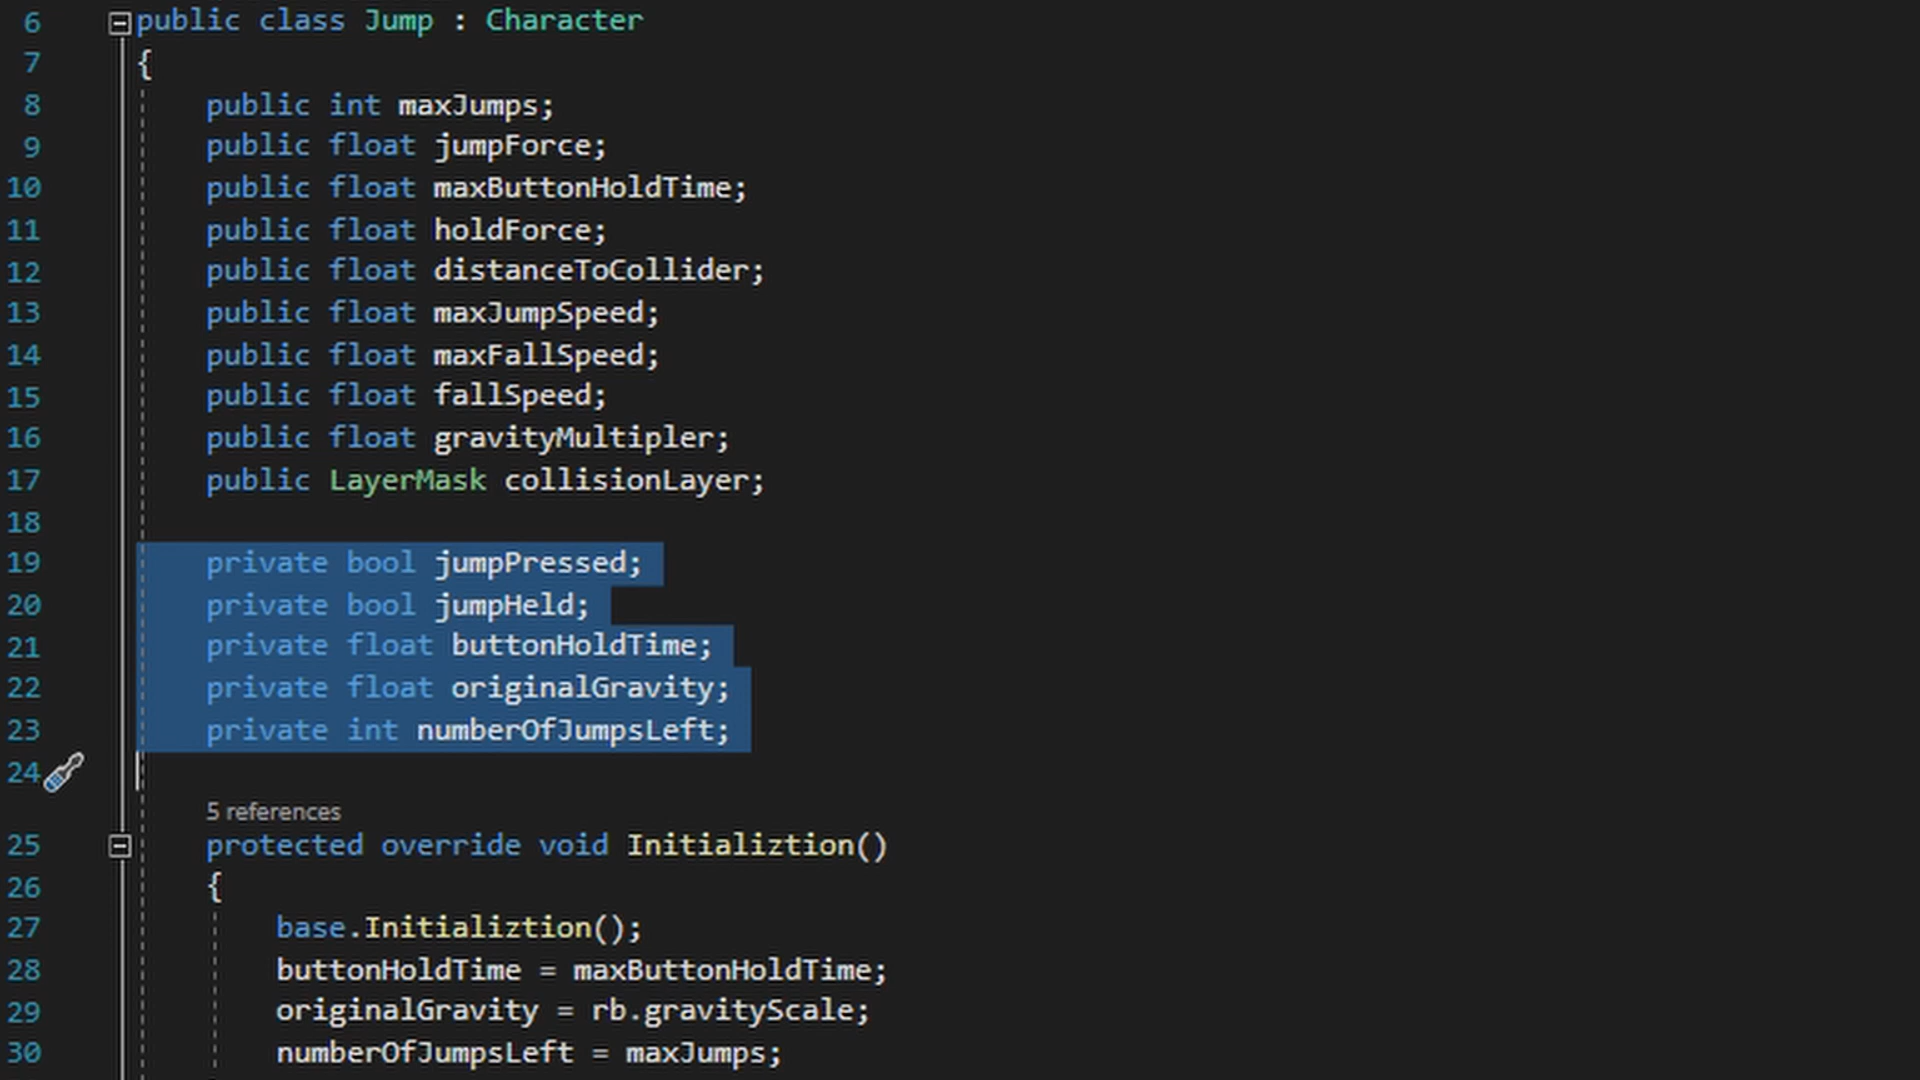 6 public class Jump : Character
7 {
8 public int maxJumps;
9 public float jumpForce;
10 public float maxButtonHoldTime;
11 public float holdForce;
12 public float distanceToCollider;
13 public float maxJumpSpeed;
14 public float maxFallSpeed;
15 public float fallSpeed;
16 public float gravityMultipler;
17 public LayerMask collisionLayer;
18
19 private bool jumpPressed;
20 private bool jumpHeld;
21 private float buttonHoldTime;
22 private float originalGravity;
23 private int numberOfJumpsLeft;
24
5 references
25 protected override void Initializtion()
26 {
27 base.Initializtion();
28 buttonHoldTime = maxButtonHoldTime;
29 originalGravity = rb.gravityScale;
30 numberOfJumpsLeft = maxJumps;